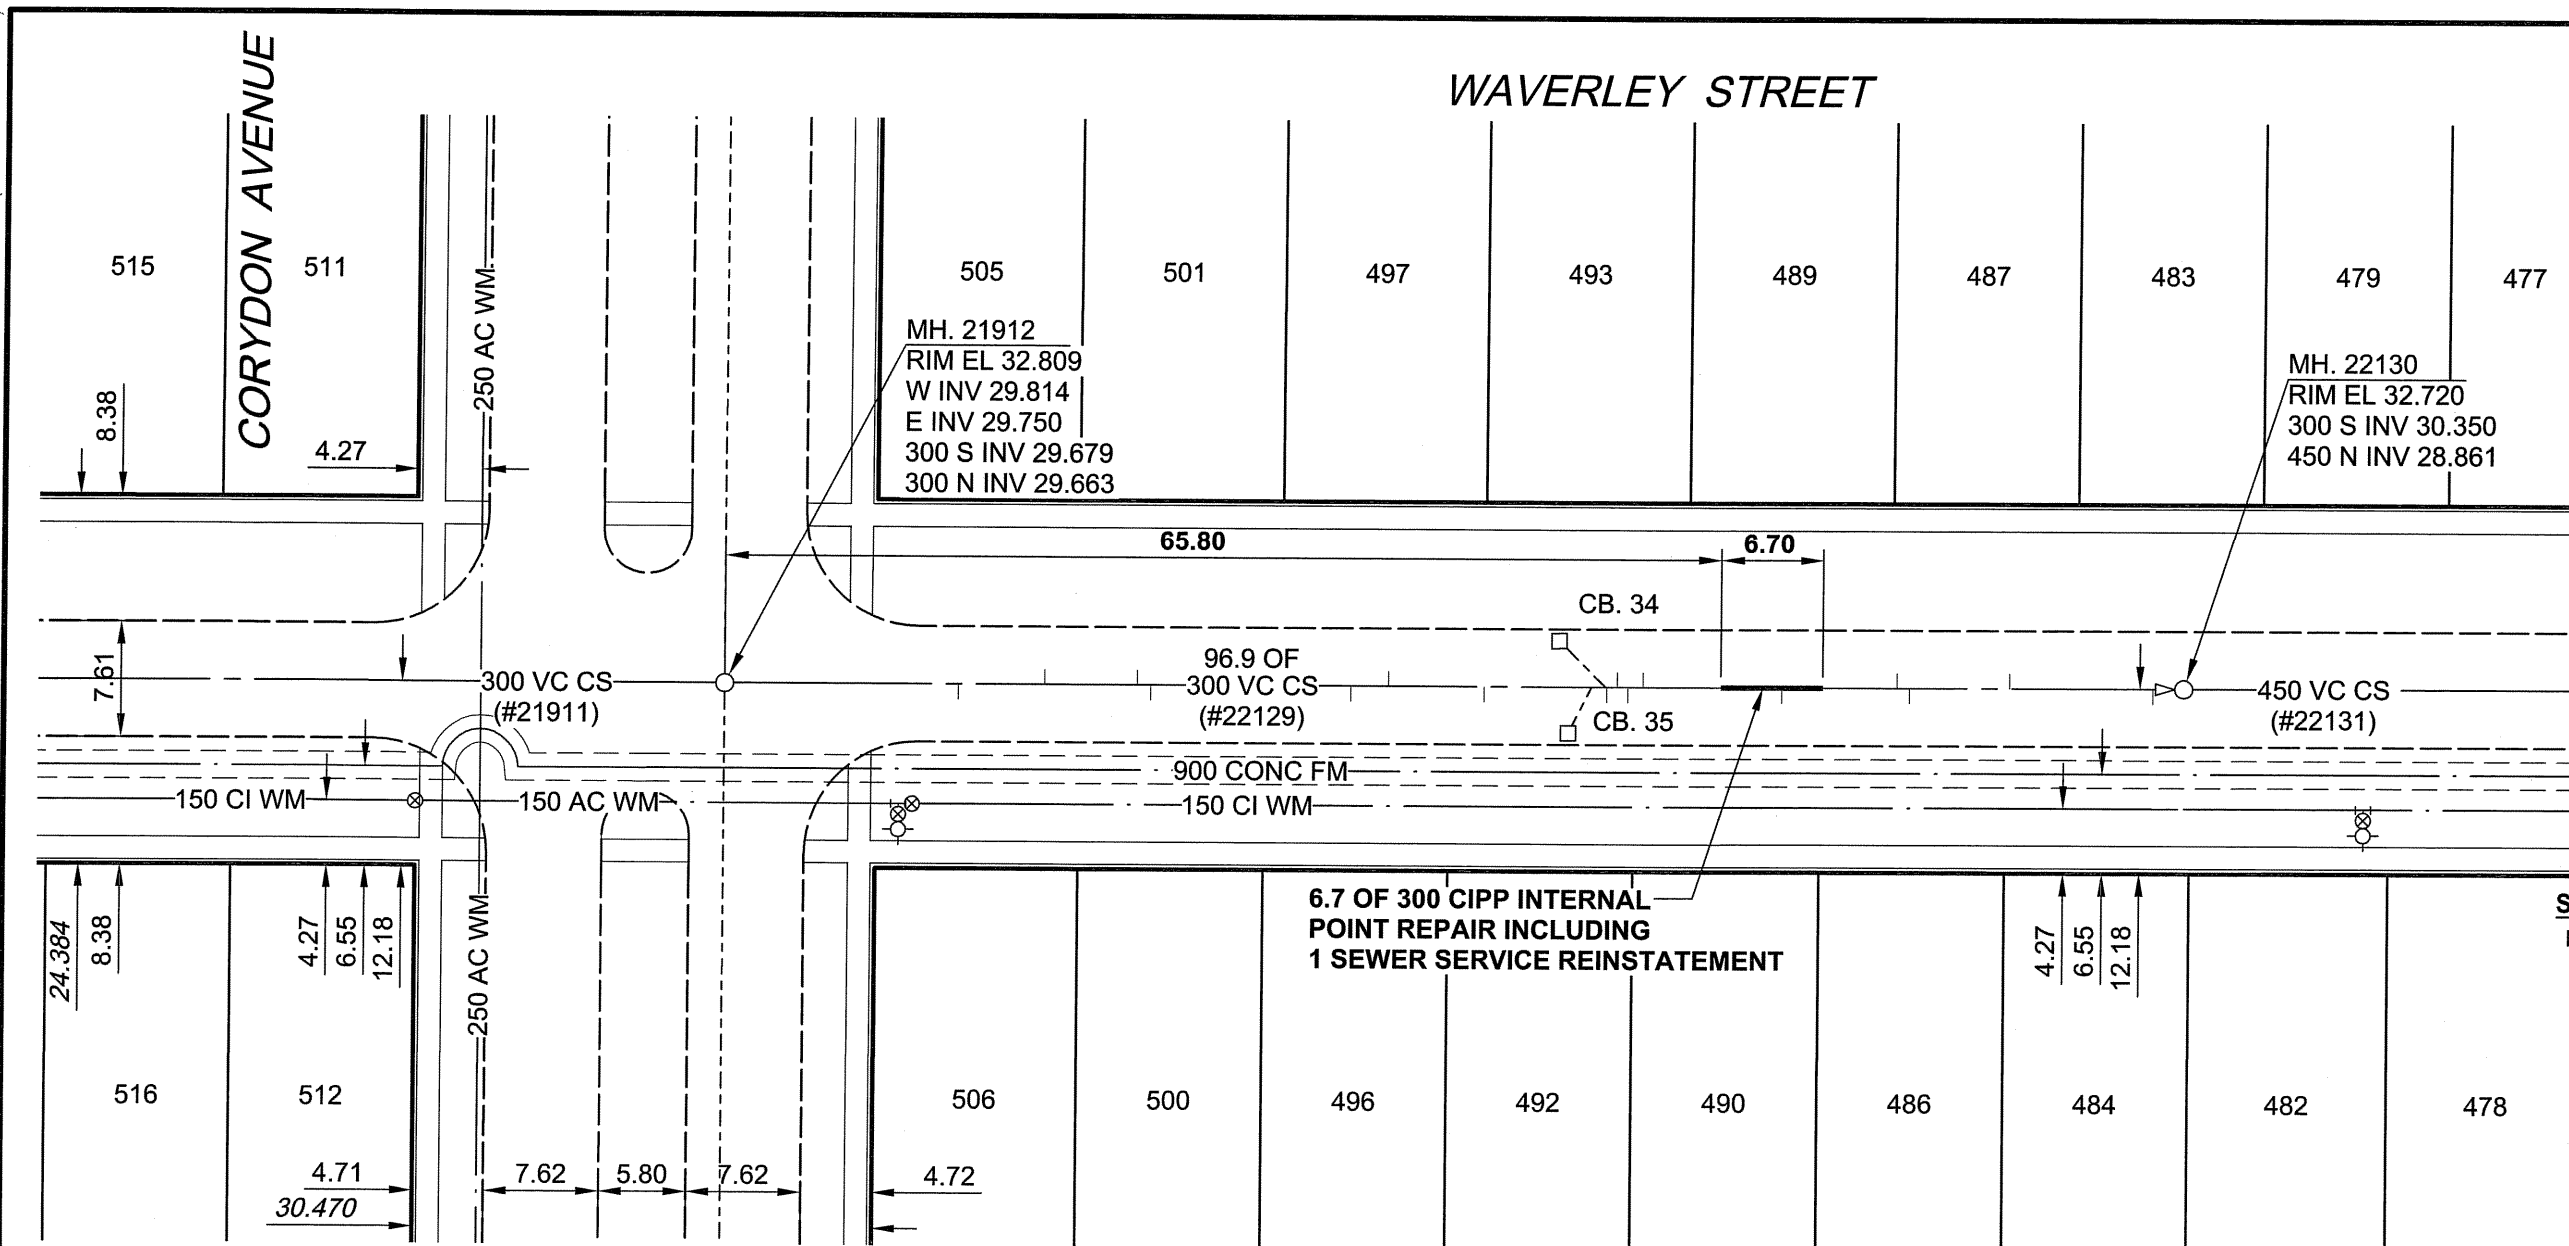 WAVERLEY STREET
CORYDON AVENUE
515
511
505
501
497
493
489
487
483
479
477
250 AC WM
MH. 21912
RIM EL 32.809
W INV 29.814
E INV 29.750
300 S INV 29.679
300 N INV 29.663
MH. 22130
RIM EL 32.720
300 S INV 30.350
450 N INV 28.861
8.38
4.27
65.80
6.70
CB. 34
7.61
300 VC CS
(#21911)
96.9 OF
300 VC CS
(#22129)
CB. 35
450 VC CS
(#22131)
900 CONC FM
150 CI WM
150 AC WM
150 CI WM
6.7 OF 300 CIPP INTERNAL
POINT REPAIR INCLUDING
1 SEWER SERVICE REINSTATEMENT
24.384
8.38
4.27
6.55
12.18
250 AC WM
4.27
6.55
12.18
S
516
512
506
500
496
492
490
486
484
482
478
4.71
7.62
5.80
7.62
4.72
30.470